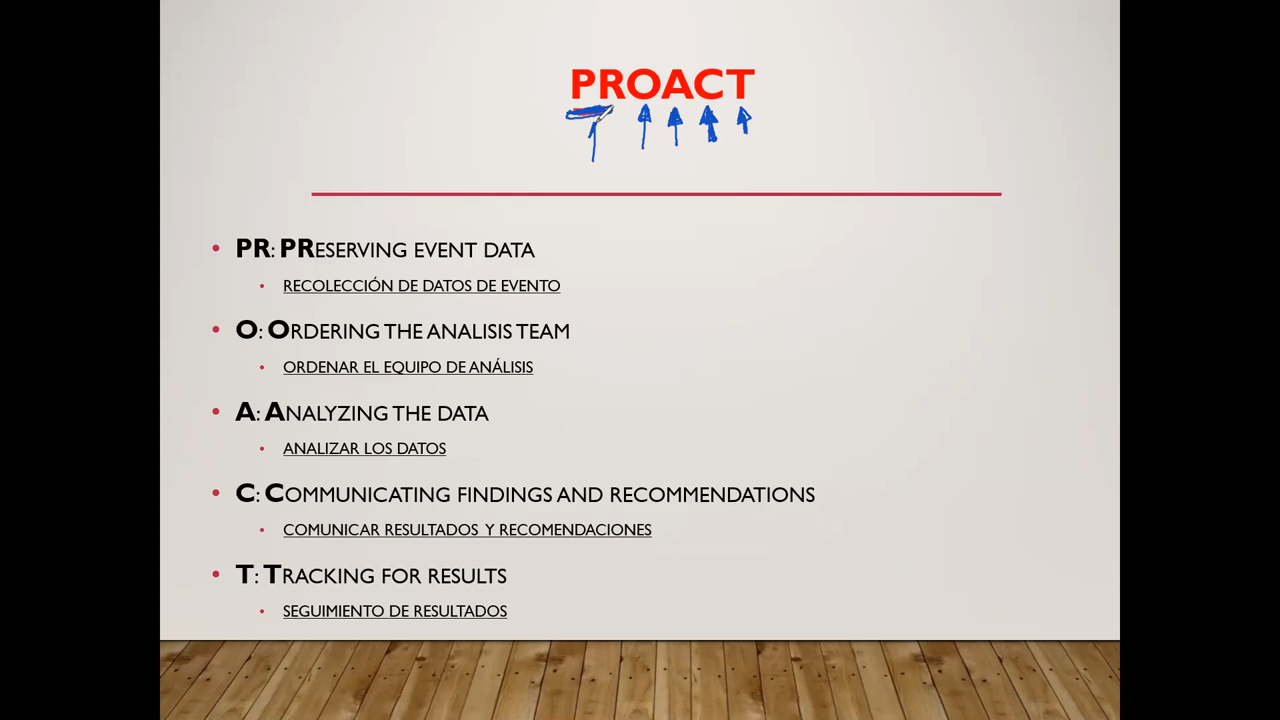 PROACT
PR: PRESERVING EVENT DATA
RECOLECCIÓN DE DATOS DE EVENTO
O: ORDERING THE ANALISIS TEAM
ORDENAR EL EQUIPO DE ANÁLISIS
A: ANALYZING THE DATA
ANALIZAR LOS DATOS
C: COMMUNICATING FINDINGS AND RECOMMENDATIONS
COMUNICAR RESULTADOS Y RECOMENDACIONES
T: TRACKING FOR RESULTS
SEGUIMIENTO DE RESULTADOS